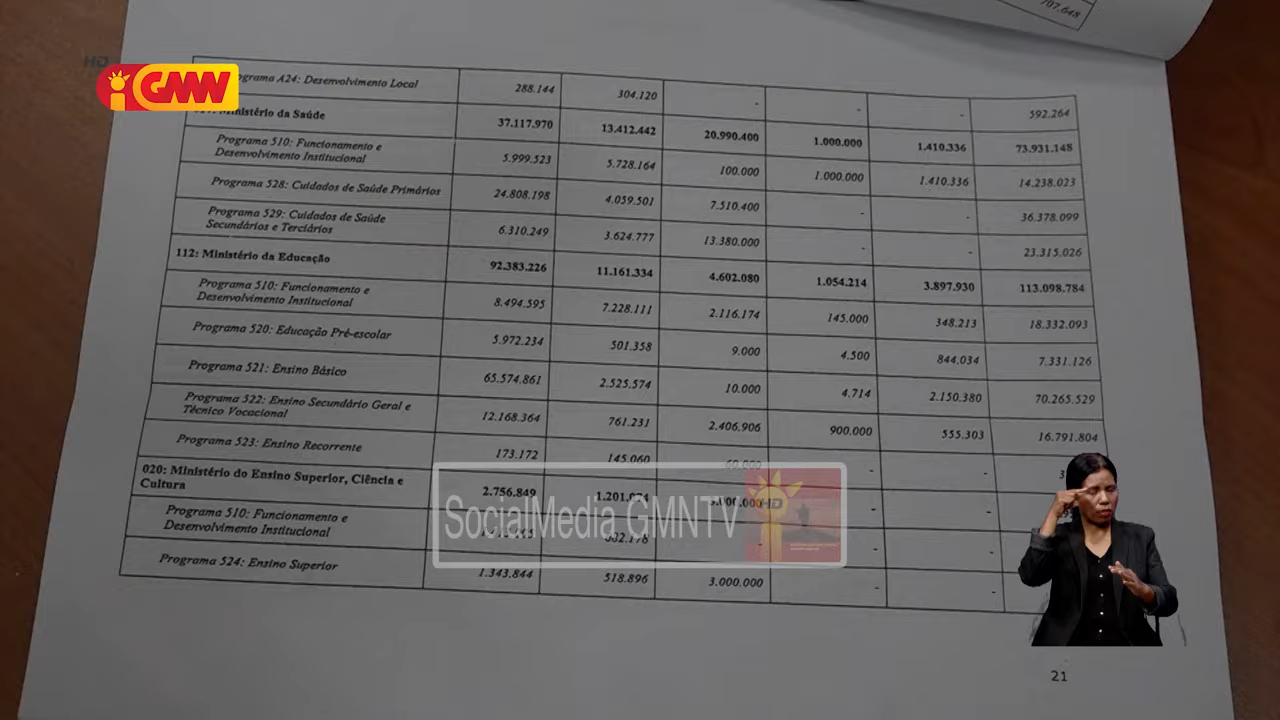 707.648
HD
GMN
Programa A24: Desenvolvimento Local 288.144 304.120 - - - 592.264
Ministério da Saúde 37.117.970 13.412.442 20.990.400 1.000.000 1.410.336 73.931.148
Programa 510: Funcionamento e
Desenvolvimento Institucional 5.999.523 5.728.164 100.000 1.000.000 1.410.336 14.238.023
Programa 528: Cuidados de Saúde Primários 24.808.198 4.059.501 7.510.400 - - 36.378.099
Programa 529: Cuidados de Saúde
Secundários e Terciários 6.310.249 3.624.777 13.380.000 - - 23.315.026
112: Ministério da Educação 92.383.226 11.161.334 4.602.080 1.054.214 3.897.930 113.098.784
Programa 510: Funcionamento e
Desenvolvimento Institucional 8.494.595 7.228.111 2.116.174 145.000 348.213 18.332.093
Programa 520: Educação Pré-escolar 5.972.234 501.358 9.000 4.500 844.034 7.331.126
Programa 521: Ensino Básico 65.574.861 2.525.574 10.000 4.714 2.150.380 70.265.529
Programa 522: Ensino Secundário Geral e
Técnico Vocacional 12.168.364 761.231 2.406.906 900.000 555.303 16.791.804
Programa 523: Ensino Recorrente 173.172 145.060 60.000 - -
020: Ministério do Ensino Superior, Ciência e
Cultura 2.756.849 - -
Programa 510: Funcionamento e
Desenvolvimento Institucional - - -
Programa 524: Ensino Superior 1.343.844 518.896 3.000.000 - -
SocialMedia GMNTV
HD
21